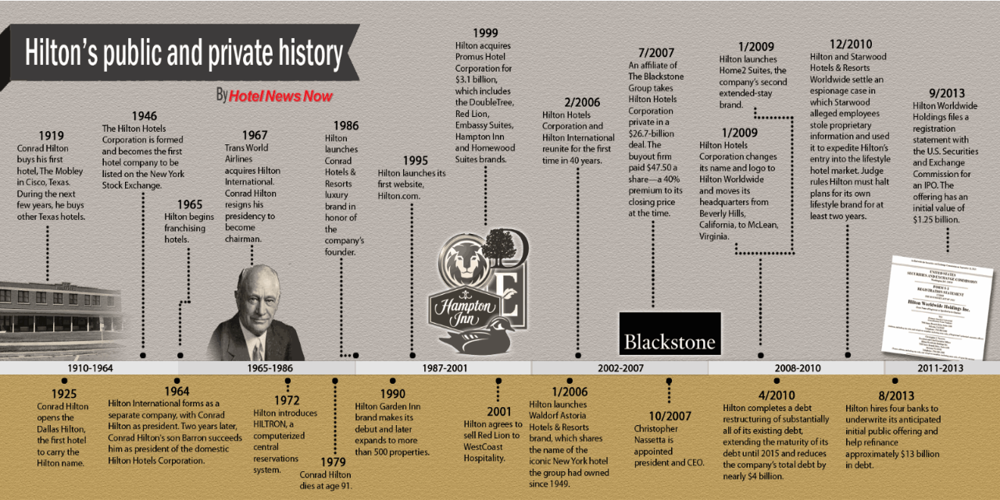 Hilton's public and private history
By Hotel News Now
1919
Conrad Hilton
buys his first
hotel, The Mobley
in Cisco, Texas.
During the next
few years, he buys
other Texas hotels.
1946
The Hilton Hotels
Corporation is formed
and becomes the first
hotel company to be
listed on the New York
Stock Exchange.
1965
Hilton begins
franchising
hotels.
1967
Trans World
Airlines
acquires Hilton
International.
Conrad Hilton
resigns his
presidency to
become
chairman.
1986
Hilton
launches
Conrad
Hotels &
Resorts
luxury
brand in
honor of
the
company's
founder.
1995
Hilton launches its
first website,
Hilton.com.
1999
Hilton acquires
Promus Hotel
Corporation for
$3.1 billion,
which includes
the DoubleTree,
Red Lion,
Embassy Suites,
Hampton Inn
and Homewood
Suites brands.
2/2006
Hilton Hotels
Corporation and
Hilton International
reunite for the first
time in 40 years.
7/2007
An affiliate of
The Blackstone
Group takes
Hilton Hotels
Corporation
private in a
$26.7-billion
deal. The
buyout firm
paid $47.50 a
share—a 40%
premium to its
closing price
at the time.
1/2009
Hilton launches
Home2 Suites, the
company's second
extended-stay
brand.
1/2009
Hilton Hotels
Corporation changes
its name and logo to
Hilton Worldwide
and moves its
headquarters from
Beverly Hills,
California, to McLean,
Virginia.
12/2010
Hilton and Starwood
Hotels & Resorts
Worldwide settle an
espionage case in
which Starwood
alleged employees
stole proprietary
information and used
it to expedite Hilton's
entry into the lifestyle
hotel market. Judge
rules Hilton must halt
plans for its own
lifestyle brand for at
least two years.
9/2013
Hilton Worldwide
Holdings files a
registration
statement with
the U.S. Securities
and Exchange
Commission for
an IPO. The
offering has an
initial value of
$1.25 billion.
D
E
Hampton
Inn
Blackstone
UNITED STATES
SECURITIES AND EXCHANGE COMMISSION
FORM S-1
REGISTRATION STATEMENT
Hilton Worldwide Holdings Inc.
1910-1964
1965-1986
1987-2001
2002-2007
2008-2010
2011-2013
1925
Conrad Hilton
opens the
Dallas Hilton,
the first hotel
to carry the
Hilton name.
1964
Hilton International forms as a
separate company, with Conrad
Hilton as president. Two years later,
Conrad Hilton's son Barron succeeds
him as president of the domestic
Hilton Hotels Corporation.
1972
Hilton introduces
HILTRON, a
computerized
central
reservations
system.
1979
Conrad Hilton
dies at age 91.
1990
Hilton Garden Inn
brand makes its
debut and later
expands to more
than 500 properties.
2001
Hilton agrees to
sell Red Lion to
WestCoast
Hospitality.
1/2006
Hilton launches
Waldorf Astoria
Hotels & Resorts
brand, which shares
the name of the
iconic New York hotel
the group had owned
since 1949.
10/2007
Christopher
Nassetta is
appointed
president and CEO.
4/2010
Hilton completes a debt
restructuring of substantially
all of its existing debt,
extending the maturity of its
debt until 2015 and reduces
the company's total debt by
nearly $4 billion.
8/2013
Hilton hires four banks to
underwrite its anticipated
initial public offering and
help refinance
approximately $13 billion
in debt.